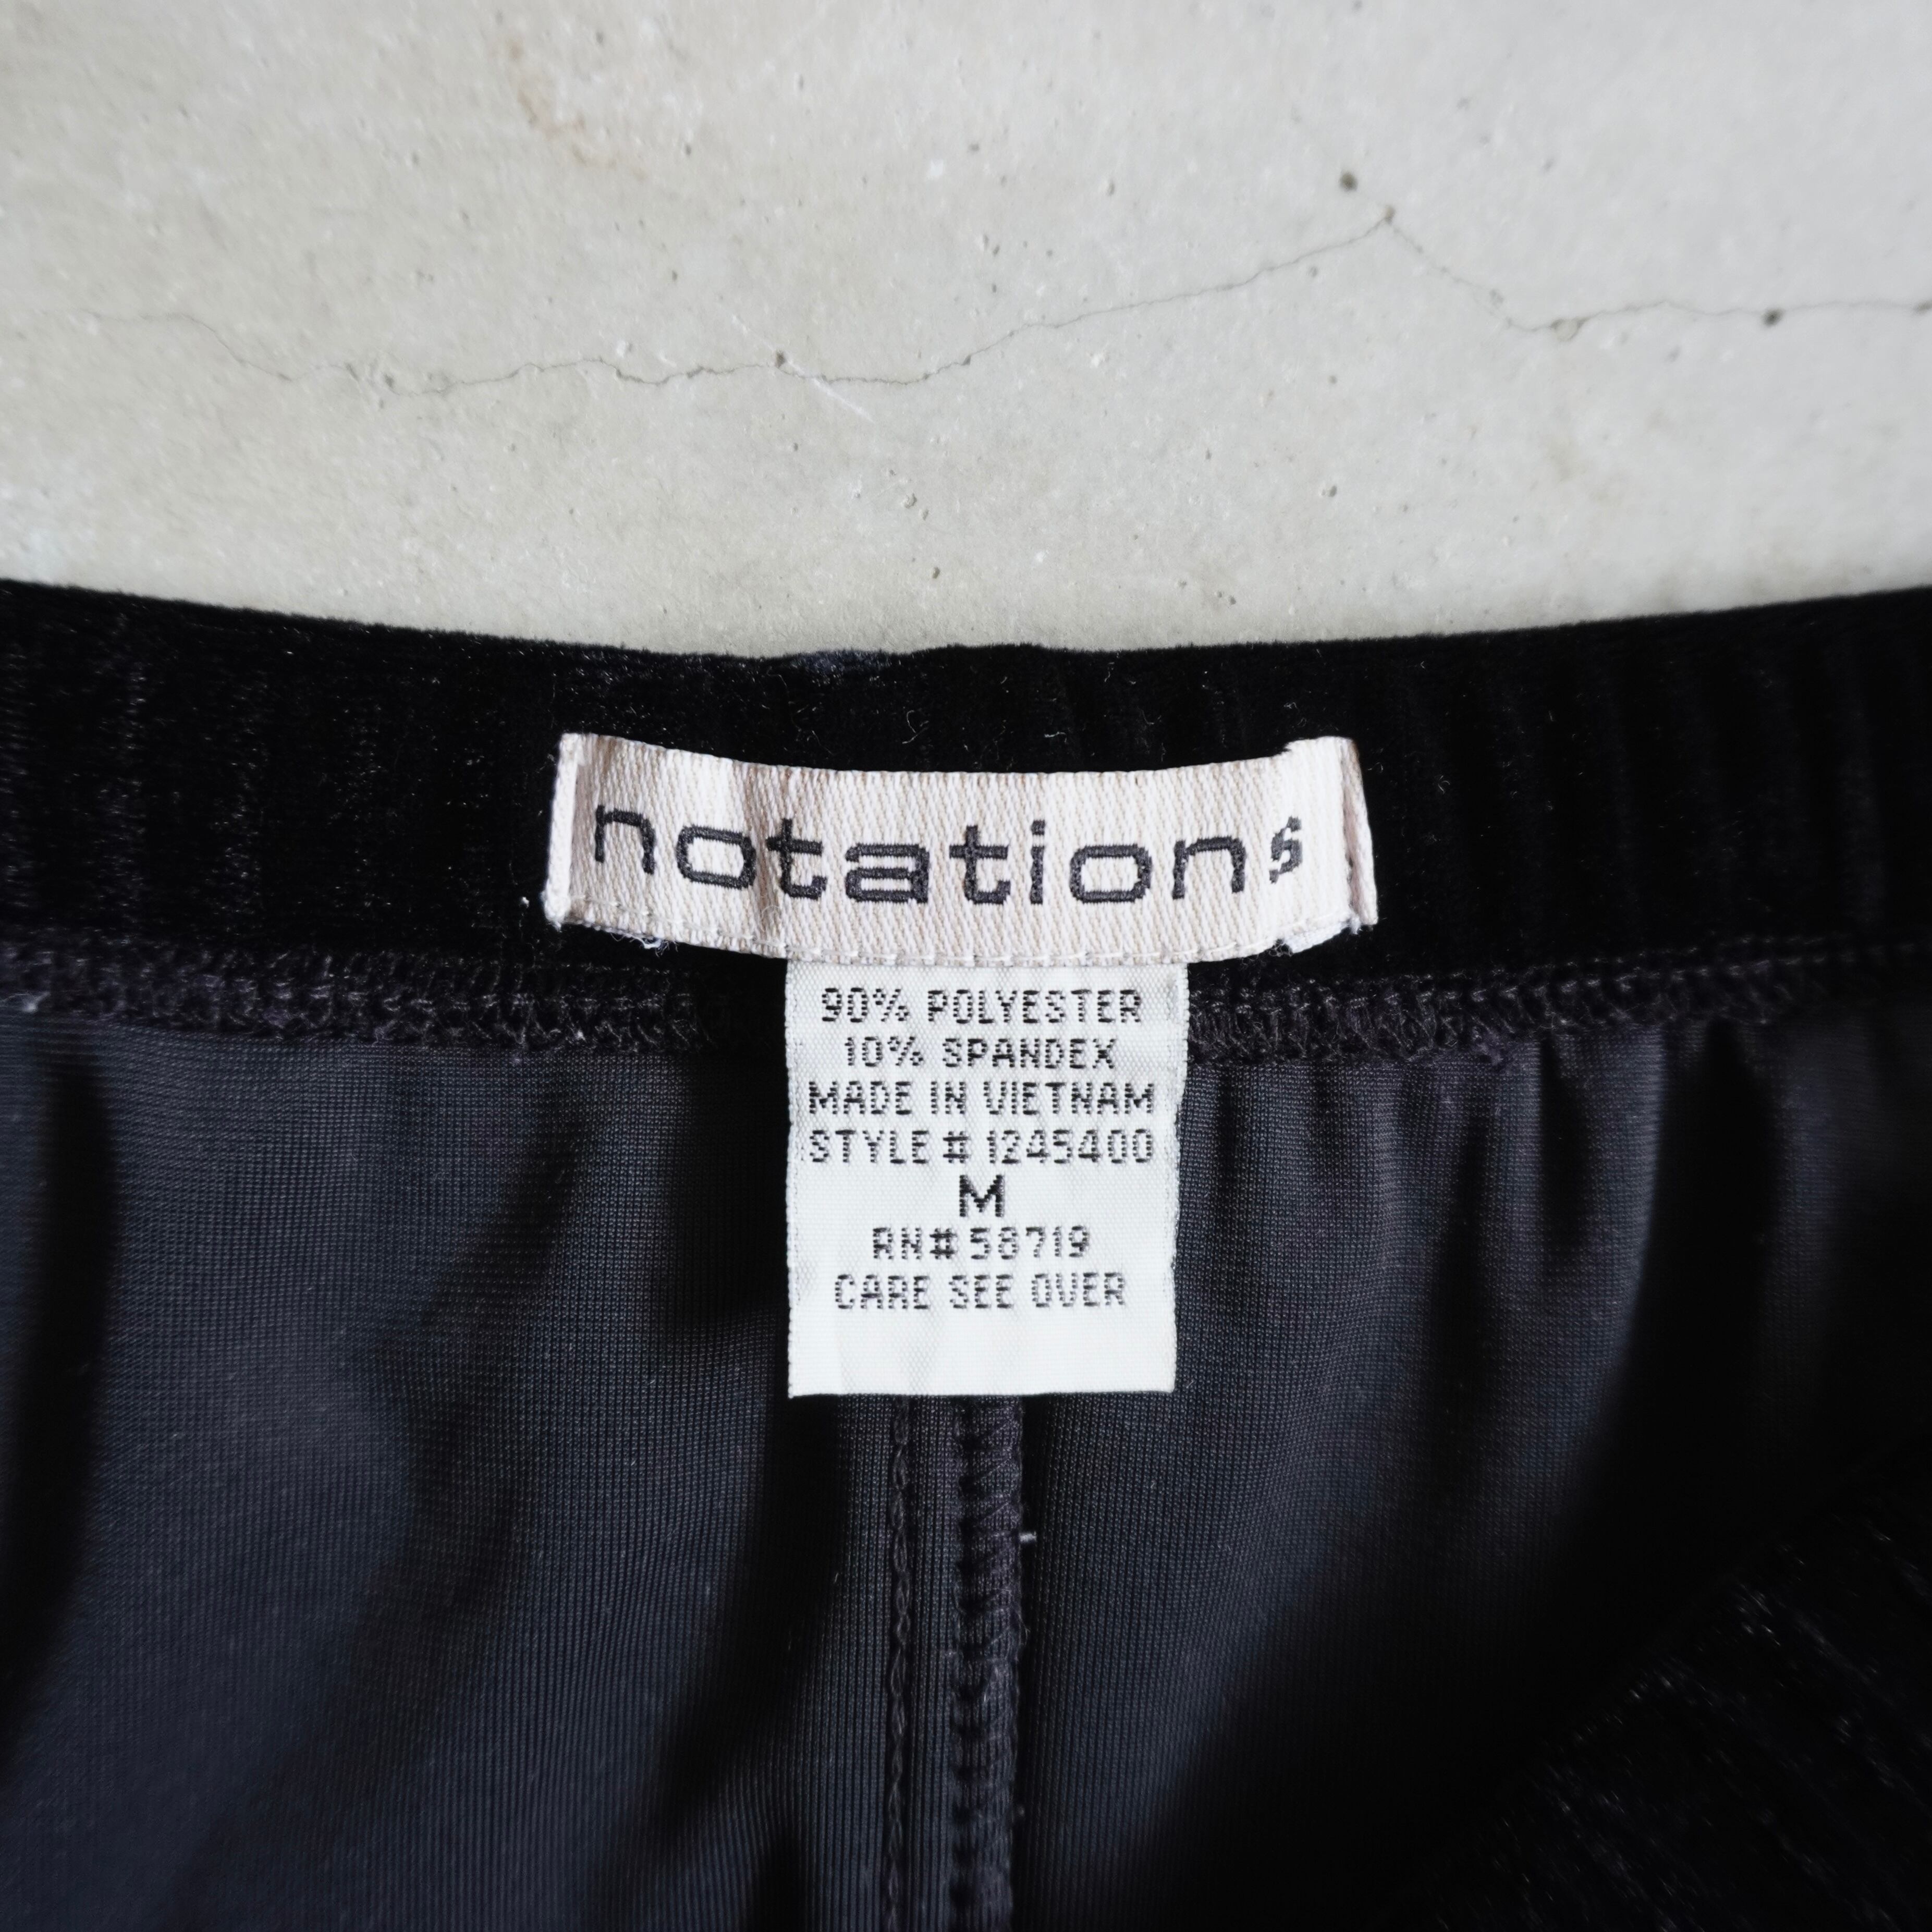 notations
90% POLYESTER
10% SPANDEX
MADE IN VIETNAM
STYLE # 1245400
M
RN# 58719
CARE SEE OVER